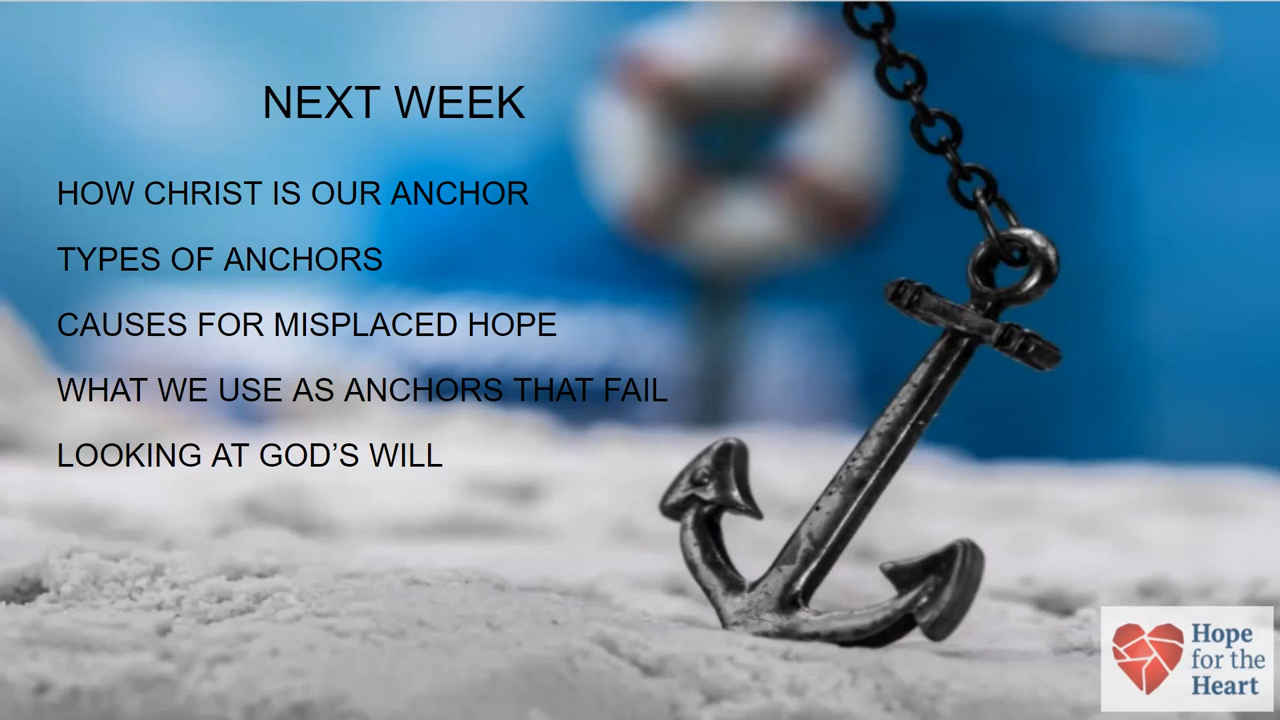 NEXT WEEK
HOW CHRIST IS OUR ANCHOR
TYPES OF ANCHORS
CAUSES FOR MISPLACED HOPE
WHAT WE USE AS ANCHORS THAT FAIL
LOOKING AT GOD’S WILL
Hope
for the
Heart